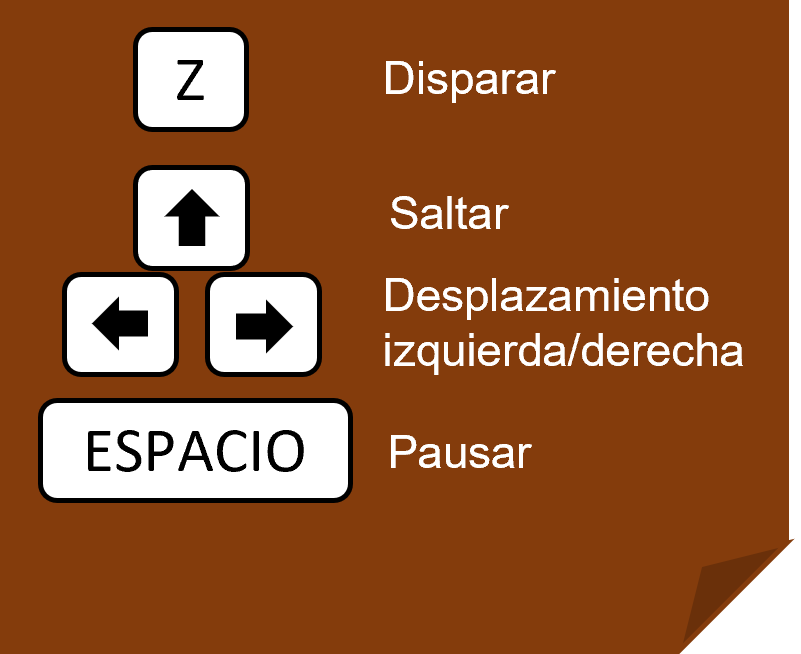 Z Disparar
Saltar
Desplazamiento
izquierda/derecha
ESPACIO Pausar